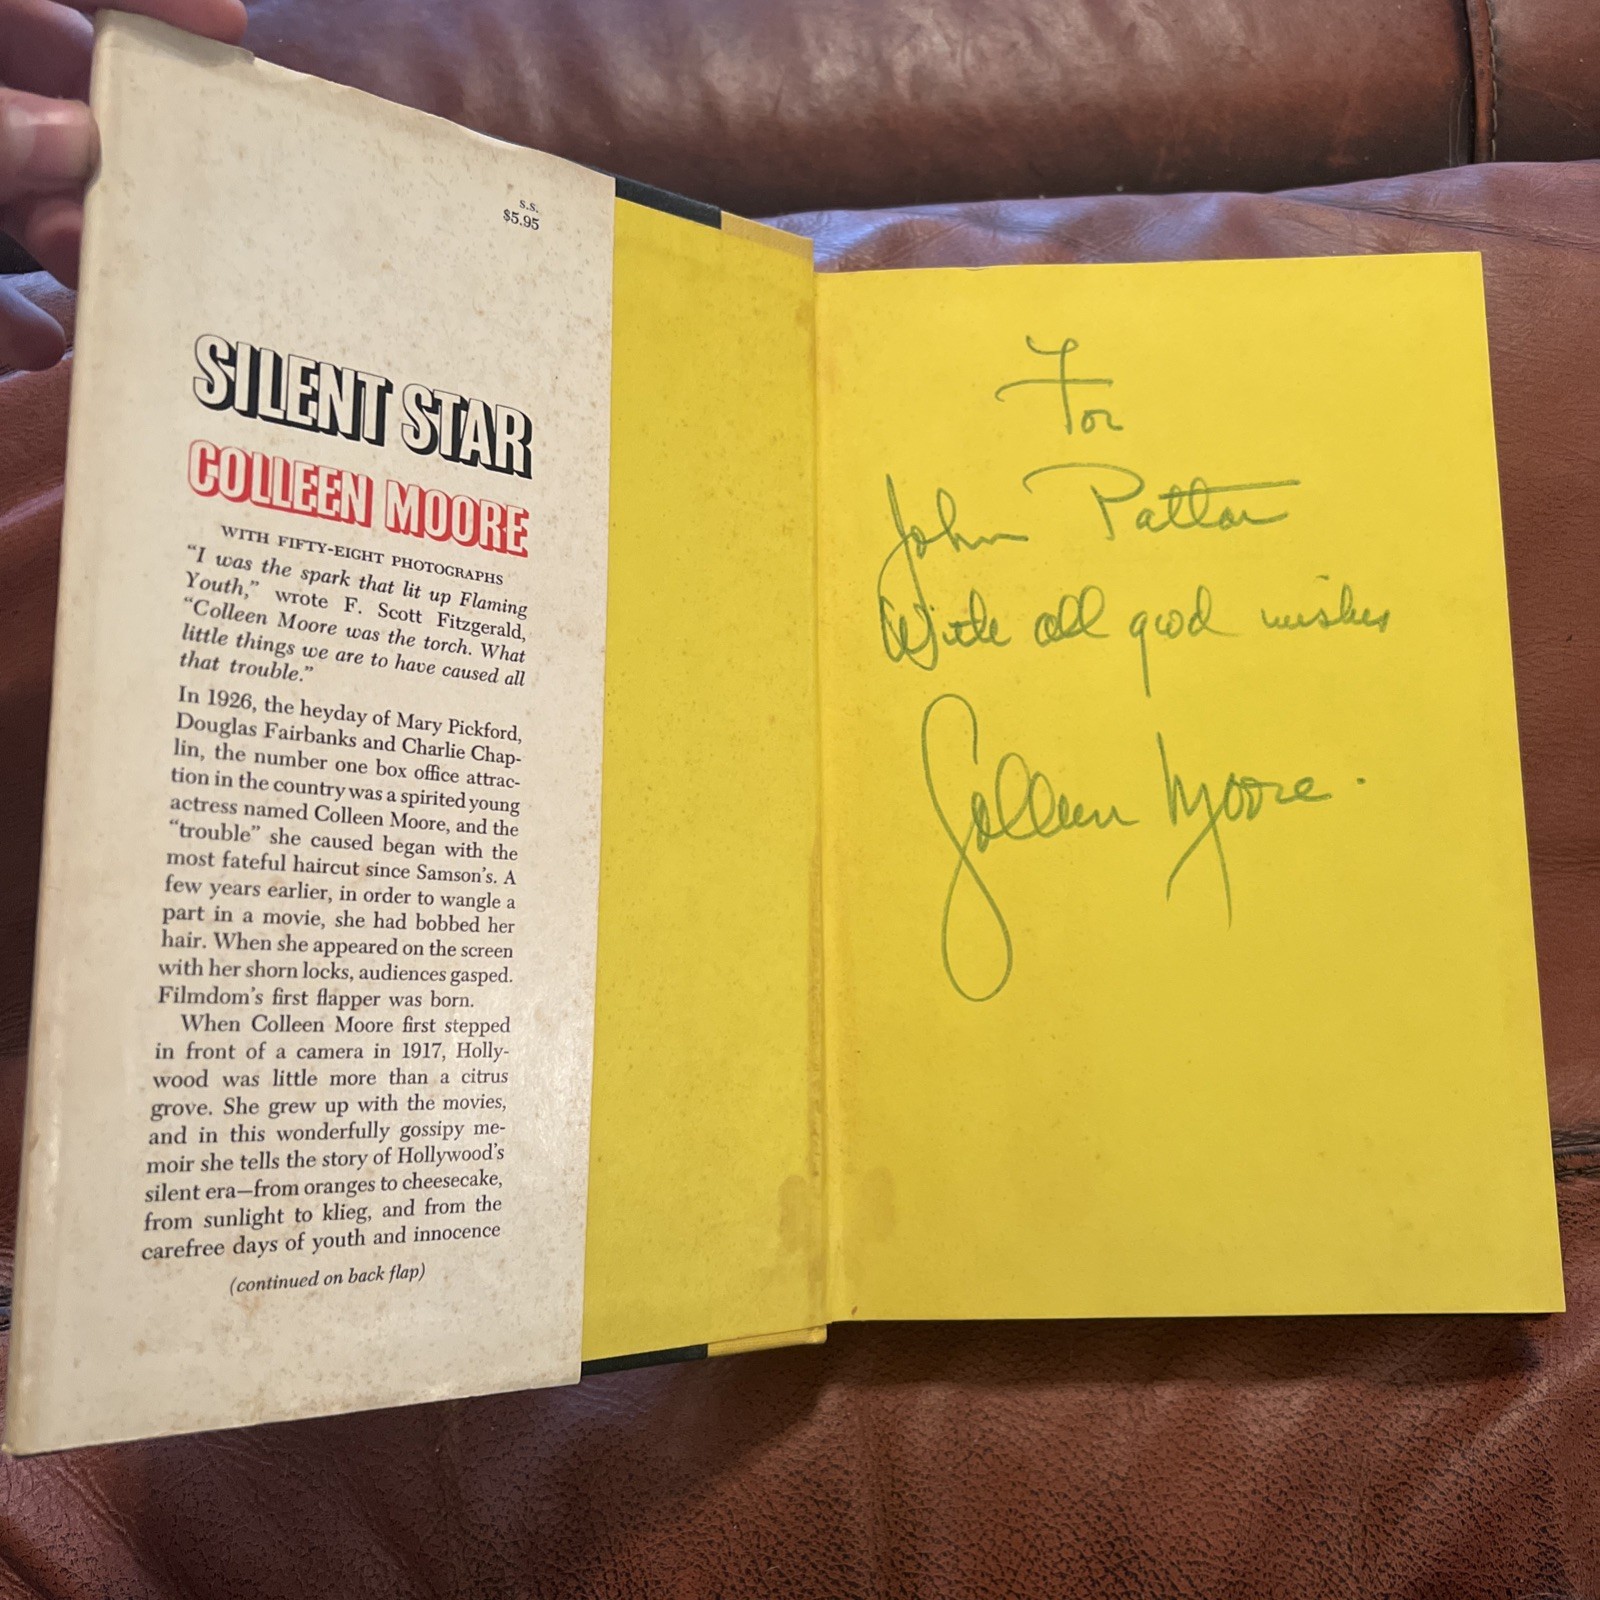 s.s.
$5.95
SILENT STAR
COLLEEN MOORE
WITH FIFTY-EIGHT PHOTOGRAPHS
“I was the spark that lit up Flaming
Youth,” wrote F. Scott Fitzgerald,
“Colleen Moore was the torch. What
little things we are to have caused all
that trouble.”
In 1926, the heyday of Mary Pickford,
Douglas Fairbanks and Charlie Chap-
lin, the number one box office attrac-
tion in the country was a spirited young
actress named Colleen Moore, and the
“trouble” she caused began with the
most fateful haircut since Samson’s. A
few years earlier, in order to wangle a
part in a movie, she had bobbed her
hair. When she appeared on the screen
with her shorn locks, audiences gasped.
Filmdom’s first flapper was born.
When Colleen Moore first stepped
in front of a camera in 1917, Holly-
wood was little more than a citrus
grove. She grew up with the movies,
and in this wonderfully gossipy me-
moir she tells the story of Hollywood’s
silent era—from oranges to cheesecake,
from sunlight to klieg, and from the
carefree days of youth and innocence
(continued on back flap)
For
John
With all good wishes
Colleen Moore.